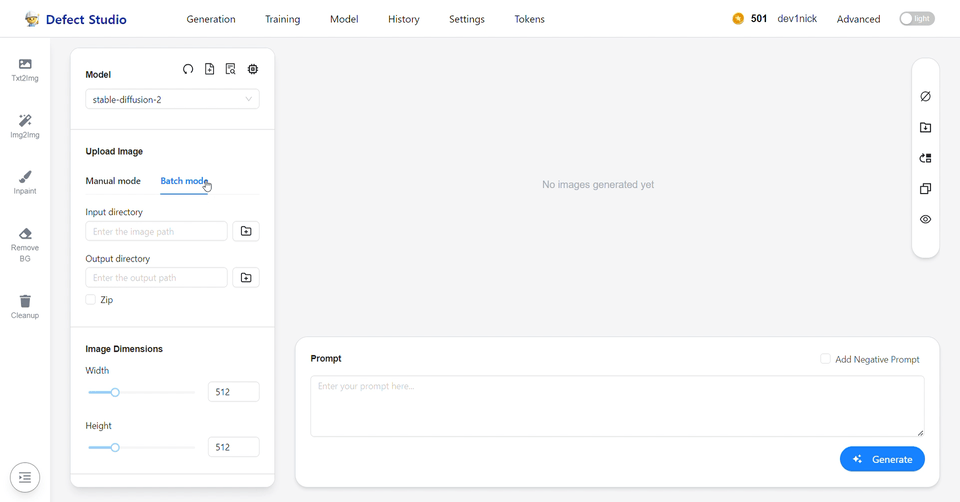 Defect Studio
Generation
Training
Model
History
Settings
Tokens
501
dev1nick
Advanced
light
Txt2Img
Img2Img
Inpaint
Remove
BG
Cleanup
Model
stable-diffusion-2
Upload Image
Manual mode
Batch mode
Input directory
Enter the image path
Output directory
Enter the output path
Zip
Image Dimensions
Width
512
Height
512
No images generated yet
Prompt
Add Negative Prompt
Enter your prompt here...
Generate